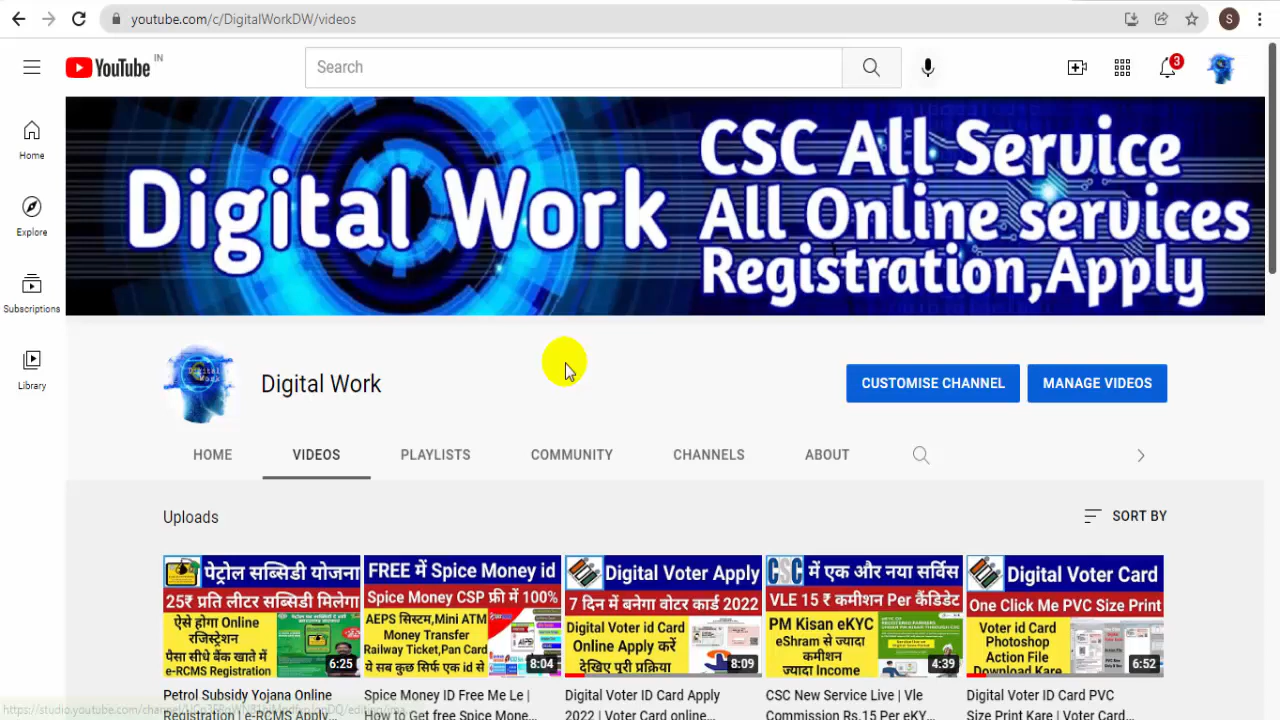 youtube.com/c/DigitalWorkDW/videos
S
YouTube IN
Search
3
Home
Explore
Subscriptions
Library
Digital Work
CSC All Service
All Online services
Registration,Apply
Digital Work
CUSTOMISE CHANNEL
MANAGE VIDEOS
HOME
VIDEOS
PLAYLISTS
COMMUNITY
CHANNELS
ABOUT
Uploads
SORT BY
पेट्रोल सब्सिडी योजना
25₹ प्रति लीटर सब्सिडी मिलेगा
ऐसे होगा Online
रजिस्ट्रेशन
पैसा सीधे बैंक खाते में
e-RCMS Registration
6:25
Petrol Subsidy Yojana Online
Registration | e-RCMS Apply
FREE में Spice Money id
Spice Money CSP फ्री में 100%
AEPS सिस्टम,Mini ATM
Money Transfer
Railway Ticket,Pan Card
ये सब कुछ सिर्फ एक id से
8:04
Spice Money ID Free Me Le |
How to Get free Spice Mone...
Digital Voter Apply
7 दिन में बनेगा वोटर कार्ड 2022
Digital Voter id Card
Online Apply करें
देखिए पूरी प्रक्रिया
8:09
Digital Voter ID Card Apply
2022 | Voter Card online...
CSC में एक और नया सर्विस
VLE 15 ₹ कमीशन Per कैंडिडेट
PM Kisan eKYC
eShram से ज्यादा
कमीशन
ज्यादा Income
4:39
CSC New Service Live | Vle
Commission Rs.15 Per eKY...
Digital Voter Card
One Click Me PVC Size Print
Voter id Card
Photoshop
Action File
Download Kare
6:52
Digital Voter ID Card PVC
Size Print Kare | Voter Card...